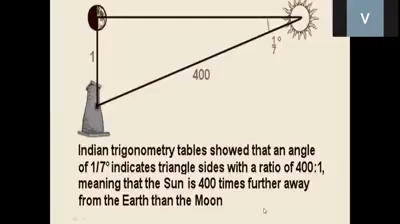 V
1
1°
7
400
Indian trigonometry tables showed that an angle
of 1/7° indicates triangle sides with a ratio of 400:1,
meaning that the Sun is 400 times further away
from the Earth than the Moon